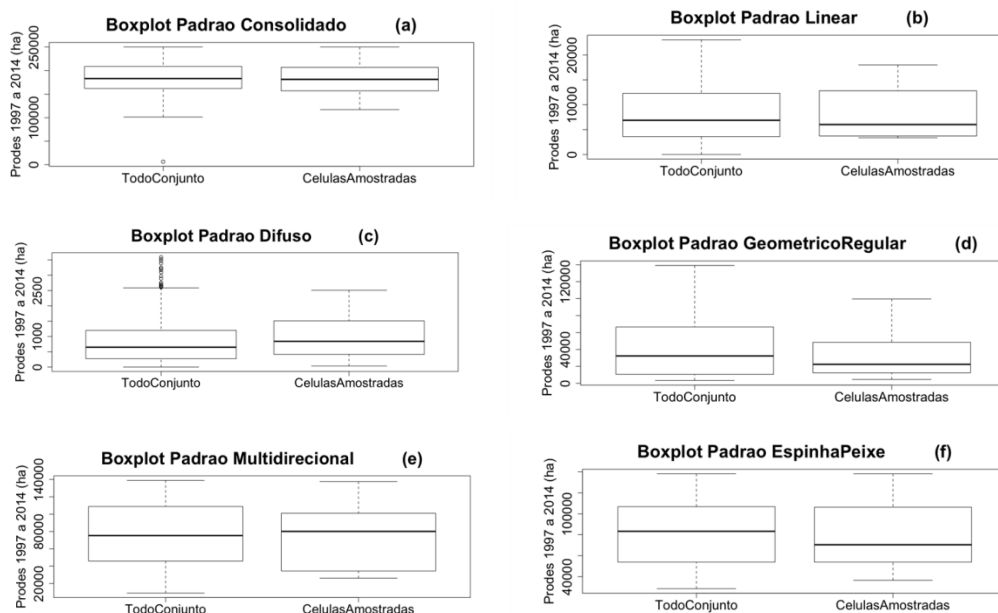 Boxplot Padrao Consolidado (a)
Prodes 1997 a 2014 (ha)
250000
100000
0
TodoConjunto CelulasAmostradas
Boxplot Padrao Linear (b)
Prodes 1997 a 2014 (ha)
20000
10000
0
TodoConjunto CelulasAmostradas
Boxplot Padrao Difuso (c)
Prodes 1997 a 2014 (ha)
2500
1000
0
TodoConjunto CelulasAmostradas
Boxplot Padrao GeometricoRegular (d)
Prodes 1997 a 2014 (ha)
120000
40000
0
TodoConjunto CelulasAmostradas
Boxplot Padrao Multidirecional (e)
Prodes 1997 a 2014 (ha)
140000
80000
20000
TodoConjunto CelulasAmostradas
Boxplot Padrao EspinhaPeixe (f)
Prodes 1997 a 2014 (ha)
100000
40000
TodoConjunto CelulasAmostradas